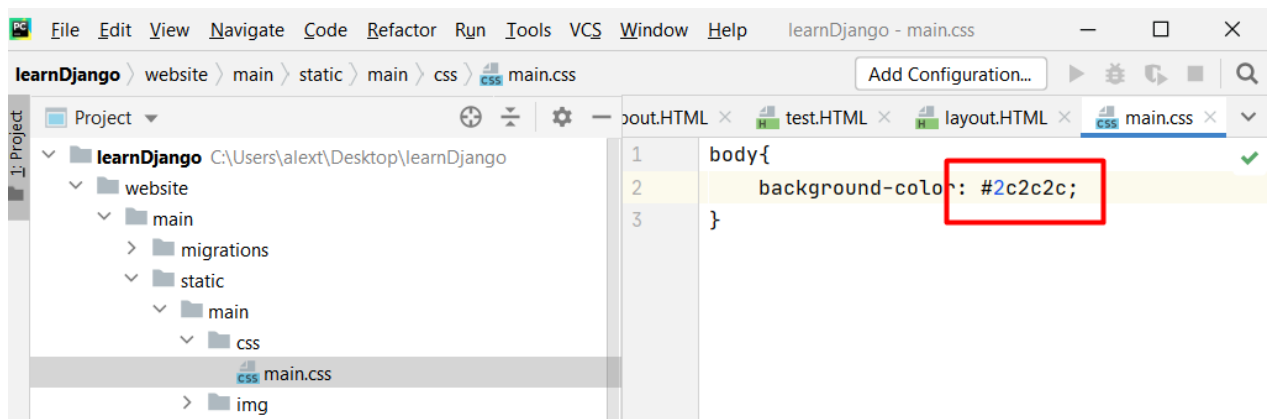 PC File Edit View Navigate Code Refactor Run Tools VCS Window Help learnDjango - main.css
learnDjango website main static main css main.css Add Configuration...
1: Project
Project
out.HTML test.HTML layout.HTML main.css
learnDjango C:\Users\alext\Desktop\learnDjango
website
main
migrations
static
main
css
main.css
img
1 body{
2 background-color: #2c2c2c;
3 }